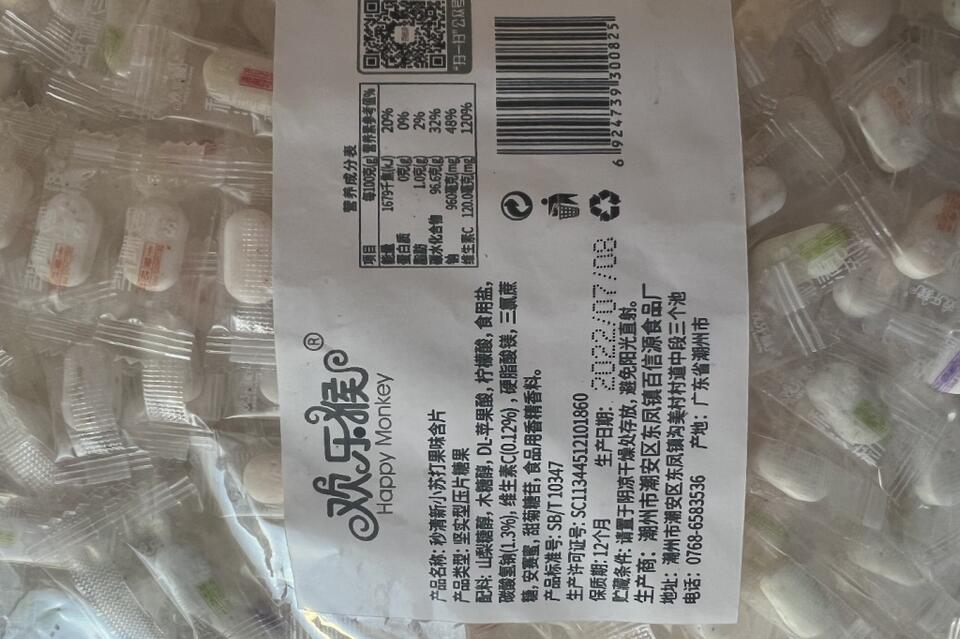 欢乐猴®
Happy Monkey
产品名称: 秒清新小苏打果味含片
产品类型: 坚实型压片糖果
配料: 山梨糖醇, 木糖醇, DL-苹果酸, 柠檬酸, 食用盐,
碳酸氢钠(1.3%), 维生素C(0.12%), 硬脂酸镁, 三氯蔗
糖, 安赛蜜, 甜菊糖苷, 食品用香精香料。
产品标准号: SB/T 10347
生产许可证号: SC11344512101860
保质期: 12个月 生产日期: 2022/07/08
贮藏条件: 请置于阴凉干燥处存放, 避免阳光直射。
生产商: 潮州市潮安区东凤镇百信源食品厂
地址: 潮州市潮安区东凤镇沟美村村道中段三个池
电话: 0768-6583536 产地: 广东省潮州市
营养成分表
项目 每100克(g) 营养素参考值%
能量 1679千焦(kJ) 20%
蛋白质 0克(g) 0%
脂肪 1.0克(g) 2%
碳水化合物 96.6克(g) 32%
钠 960毫克(mg) 48%
维生素C 120.0毫克(mg) 120%
"扫一扫"公众号
6924739300825